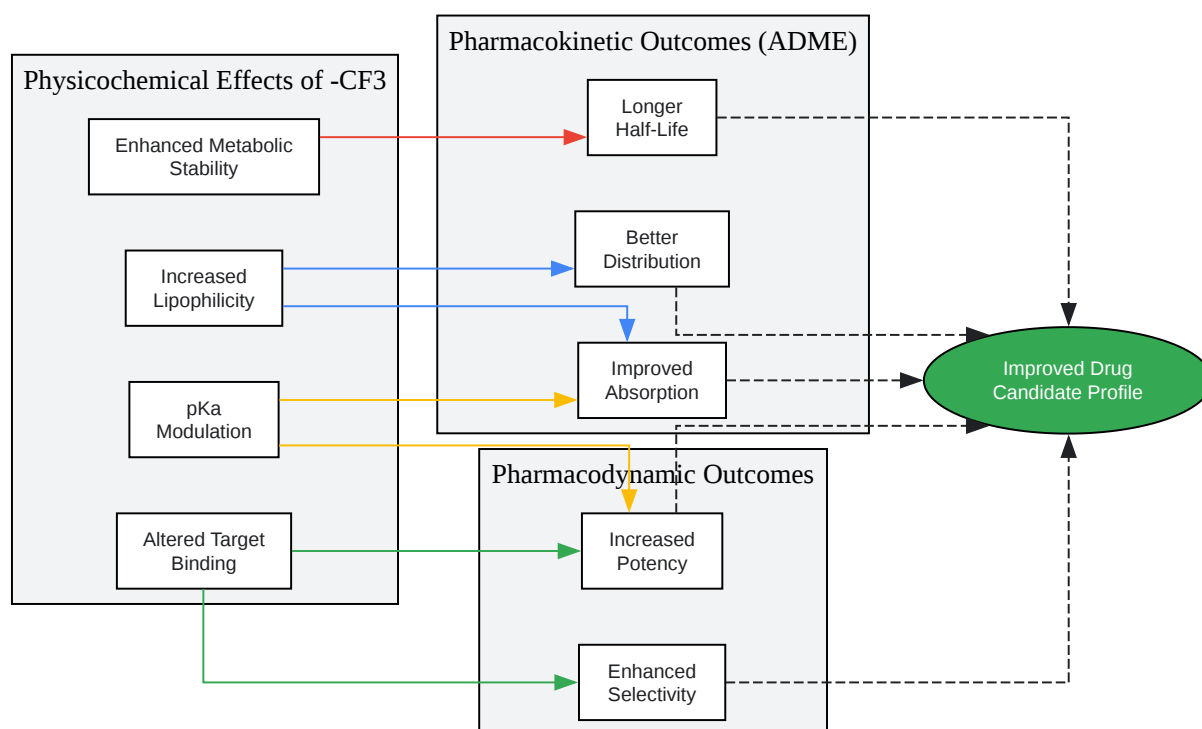 Physicochemical Effects of -CF3
Enhanced Metabolic
Stability
Increased
Lipophilicity
pKa
Modulation
Altered Target
Binding
Pharmacokinetic Outcomes (ADME)
Longer
Half-Life
Better
Distribution
Improved
Absorption
Pharmacodynamic Outcomes
Increased
Potency
Enhanced
Selectivity
Improved Drug
Candidate Profile